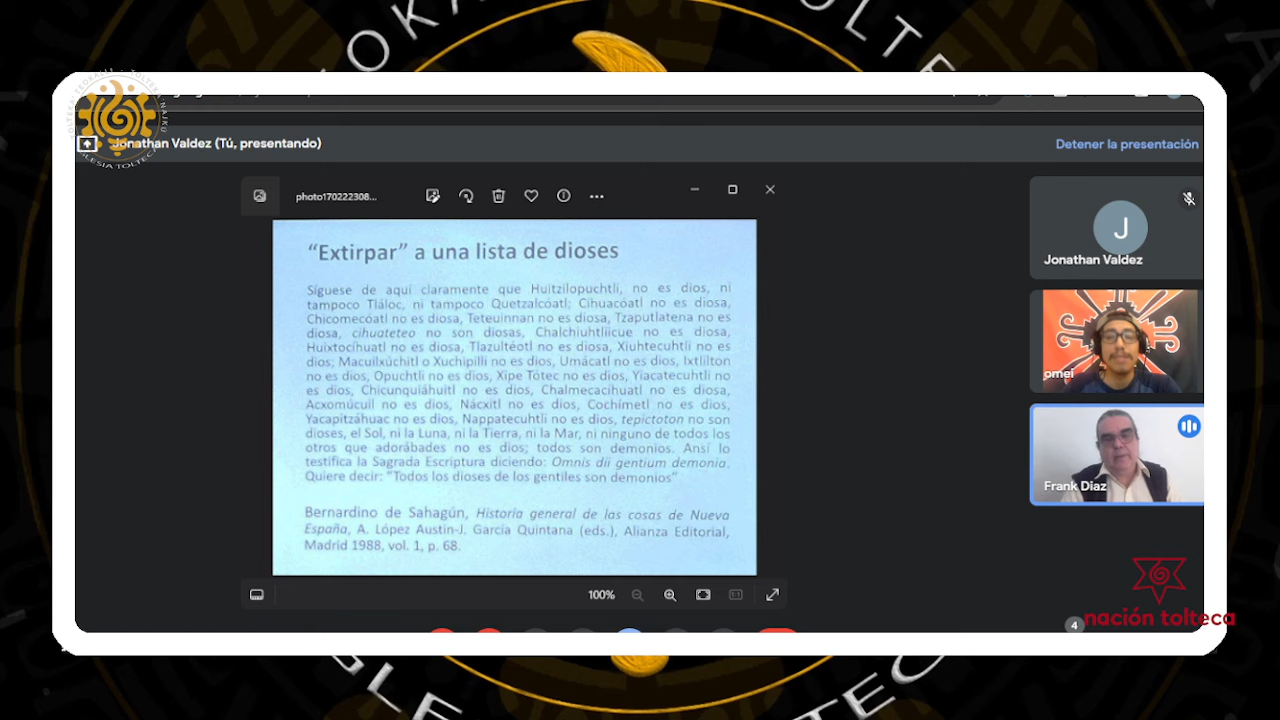 Jonathan Valdez (Tú, presentando)
Detener la presentación
photo170222308...
“Extirpar” a una lista de dioses
Síguese de aquí claramente que Huitzilopuchtli, no es dios, ni
tampoco Tláloc, ni tampoco Quetzalcóatl; Cihuacóatl no es diosa,
Chicomecóatl no es diosa, Teteuinnan no es diosa, Tzaputlatena no es
diosa, cihuateteo no son diosas, Chalchiuhtliicue no es diosa,
Huixtocíhuatl no es diosa, Tlazultéotl no es diosa, Xiuhtecuhtli no es
dios; Macuilxúchitl o Xuchipilli no es dios, Umácatl no es dios, Ixtlilton
no es dios, Opuchtli no es dios, Xipe Tótec no es dios, Yiacatecuhtli no
es dios, Chicunquiáhuitl no es dios, Chalmecacíhuatl no es diosa,
Acxomúcuil no es dios, Nácxitl no es dios, Cochímetl no es dios,
Yacapitzáhuac no es dios, Nappatecuhtli no es dios, tepictoton no son
dioses, el Sol, ni la Luna, ni la Tierra, ni la Mar, ni ninguno de todos los
otros que adorábades no es dios; todos son demonios. Ansí lo
testifica la Sagrada Escriptura diciendo: Omnis dii gentium demonia.
Quiere decir: “Todos los dioses de los gentiles son demonios”
Bernardino de Sahagún, Historia general de las cosas de Nueva
España, A. López Austin-J. García Quintana (eds.), Alianza Editorial,
Madrid 1988, vol. 1, p. 68.
100%
1:1
J
Jonathan Valdez
omei
Frank Diaz
4
nación tolteca